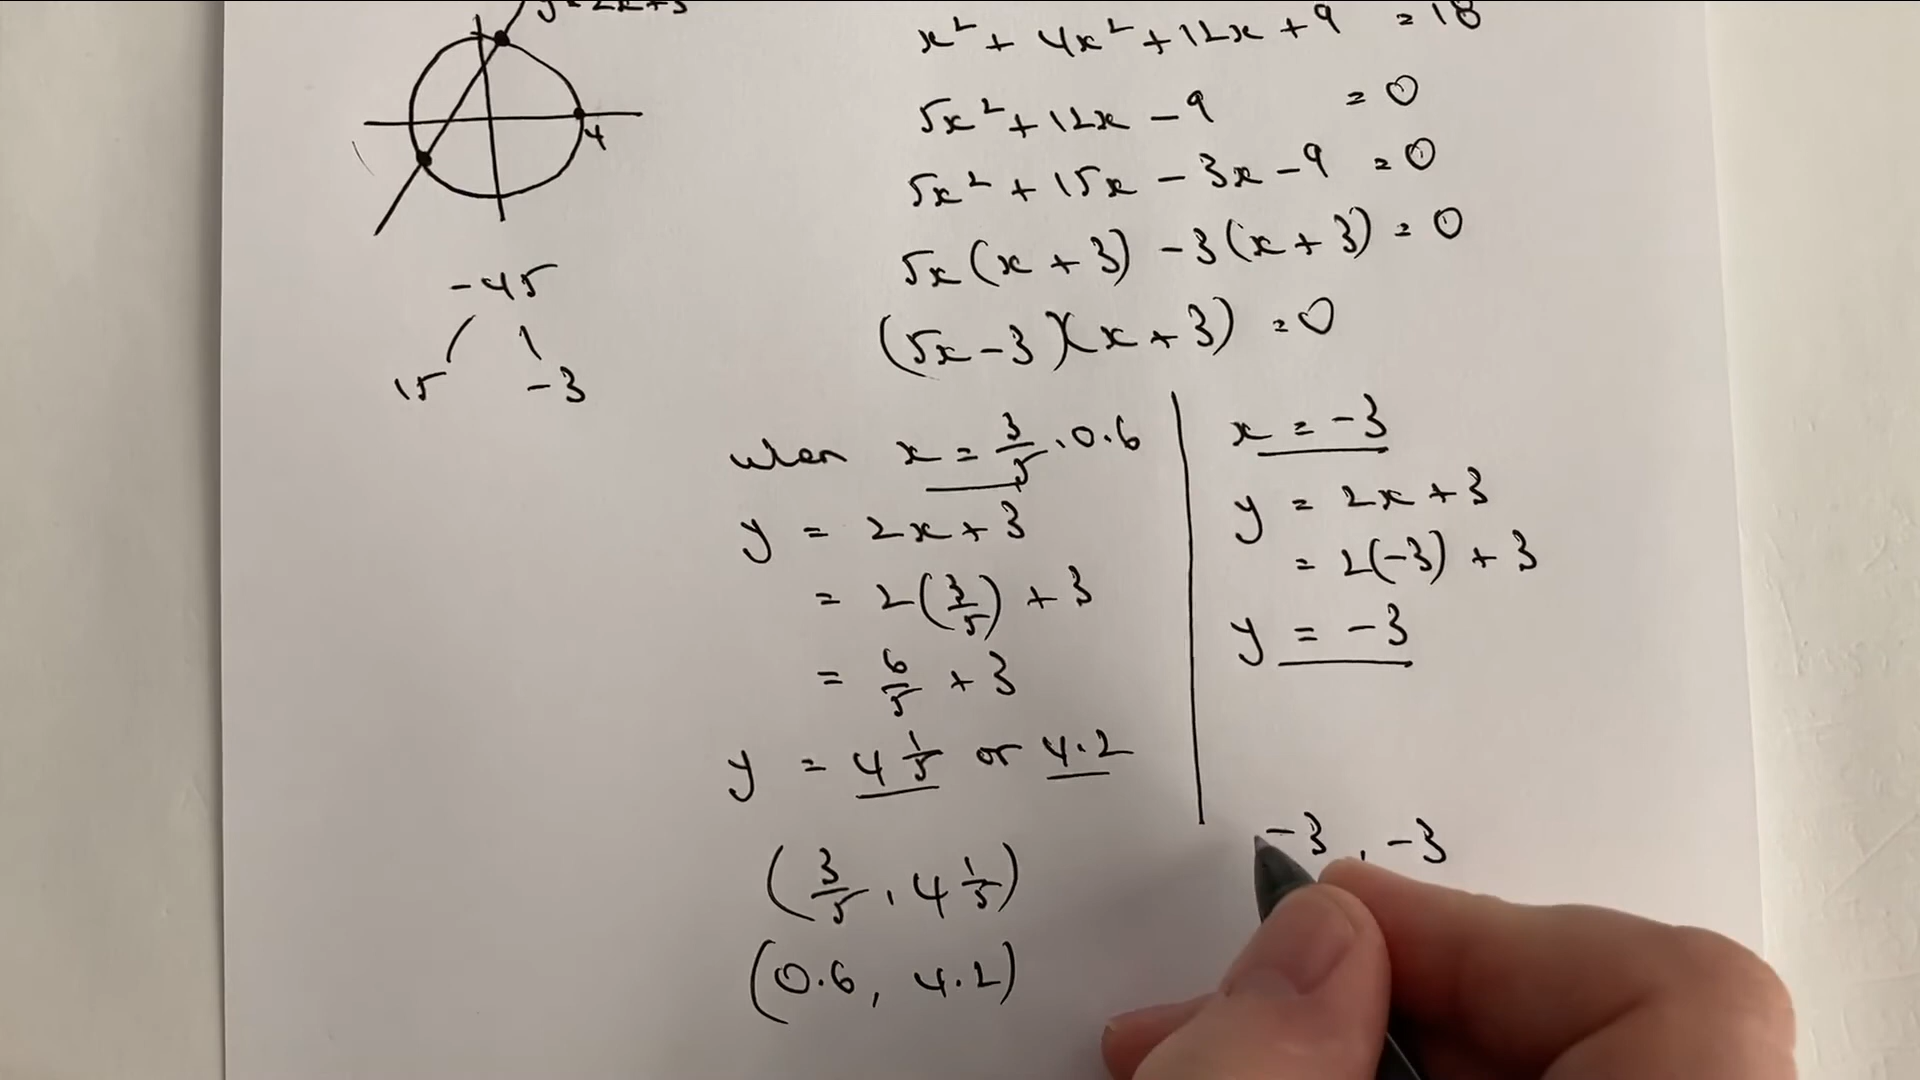 y = 2x + 3
4
-45
15 -3
x² + 4x² + 12x + 9 = 18
5x² + 12x - 9 = 0
5x² + 15x - 3x - 9 = 0
5x(x + 3) - 3(x + 3) = 0
(5x - 3)(x + 3) = 0
when x = 3/5, 0.6
y = 2x + 3
= 2(3/5) + 3
= 6/5 + 3
y = 4 1/5 or 4.2
(3/5, 4 1/5)
(0.6, 4.2)
x = -3
y = 2x + 3
= 2(-3) + 3
y = -3
-3, -3